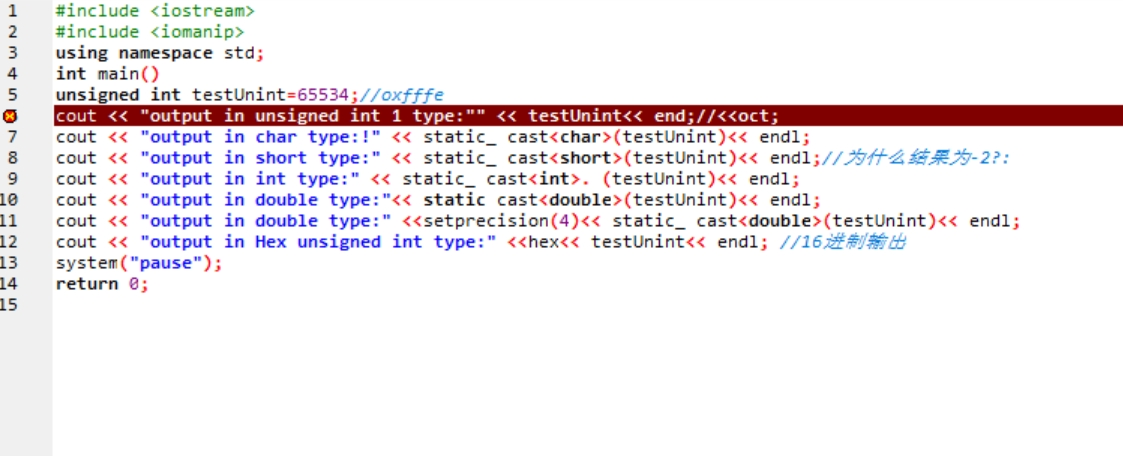 1 #include <iostream>
2 #include <iomanip>
3 using namespace std;
4 int main()
5 unsigned int testUnint=65534;//oxfffe
cout << "output in unsigned int 1 type:"" << testUnint<< end;//<<oct;
7 cout << "output in char type:!" << static_ cast<char>(testUnint)<< endl;
8 cout << "output in short type:" << static_ cast<short>(testUnint)<< endl;//为什么结果为-2?:
9 cout << "output in int type:" << static_ cast<int>. (testUnint)<< endl;
10 cout << "output in double type:"<< static cast<double>(testUnint)<< endl;
11 cout << "output in double type:" <<setprecision(4)<< static_ cast<double>(testUnint)<< endl;
12 cout << "output in Hex unsigned int type:" <<hex<< testUnint<< endl; //16进制输出
13 system("pause");
14 return 0;
15